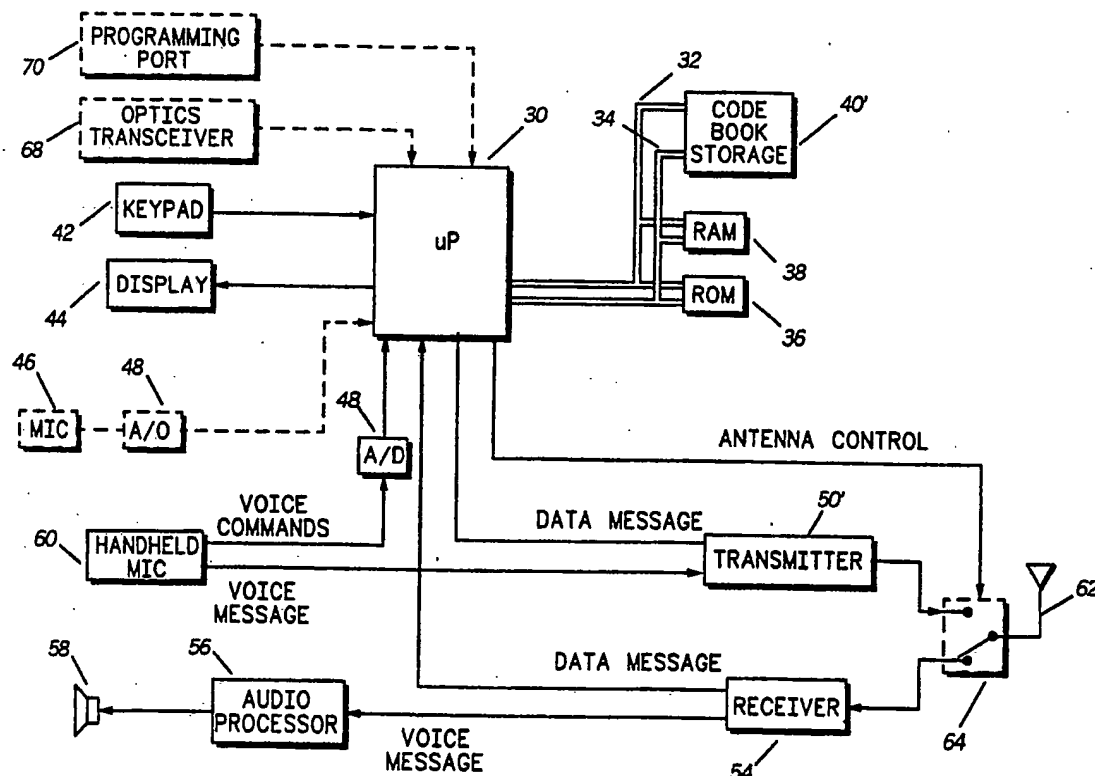 PROGRAMMING
PORT
70
OPTICS
TRANSCEIVER
68
30
32
34
CODE
BOOK
STORAGE
40'
KEYPAD
42
uP
RAM
38
DISPLAY
44
ROM
36
46
48
MIC
A/O
48
A/D
ANTENNA CONTROL
VOICE
COMMANDS
DATA MESSAGE
50'
60
HANDHELD
MIC
TRANSMITTER
VOICE
MESSAGE
62
58
56
DATA MESSAGE
AUDIO
PROCESSOR
RECEIVER
64
VOICE
MESSAGE
54